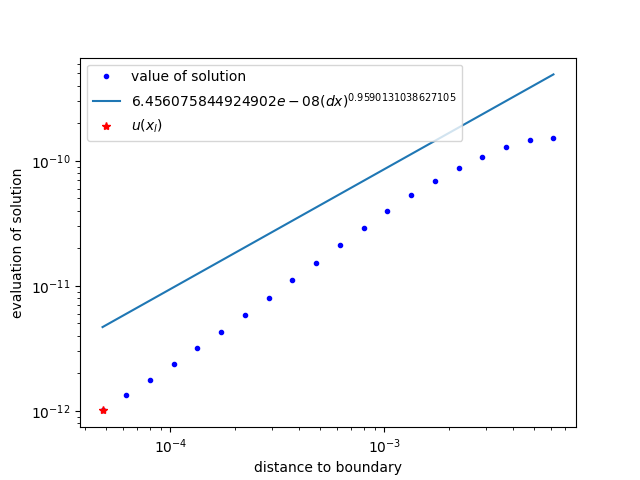 value of solution
6.456075844924902e − 08(dx)^0.9590131038627105
u(x_l)
10^−10
10^−11
10^−12
evaluation of solution
10^−4
10^−3
distance to boundary